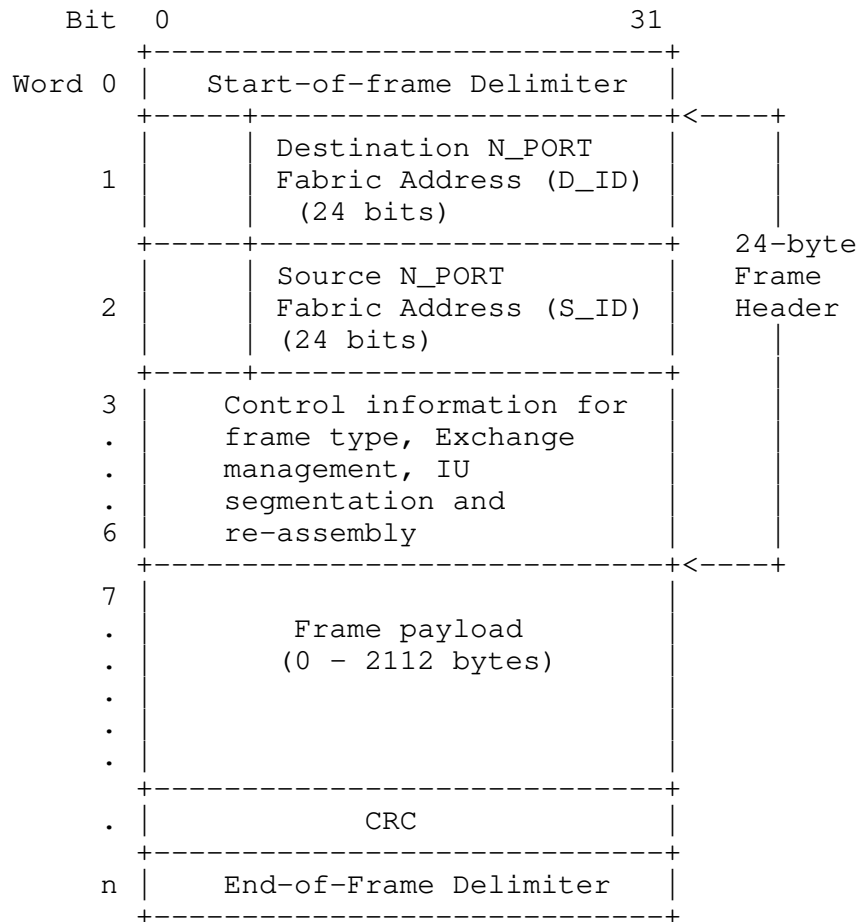 Bit 0 31
Word 0 Start-of-frame Delimiter
Destination N_PORT
1 Fabric Address (D_ID)
(24 bits)
24-byte
Source N_PORT Frame
2 Fabric Address (S_ID) Header
(24 bits)
3 Control information for
. frame type, Exchange
. management, IU
. segmentation and
6 re-assembly
7
. Frame payload
. (0 - 2112 bytes)
.
.
.
. CRC
n End-of-Frame Delimiter